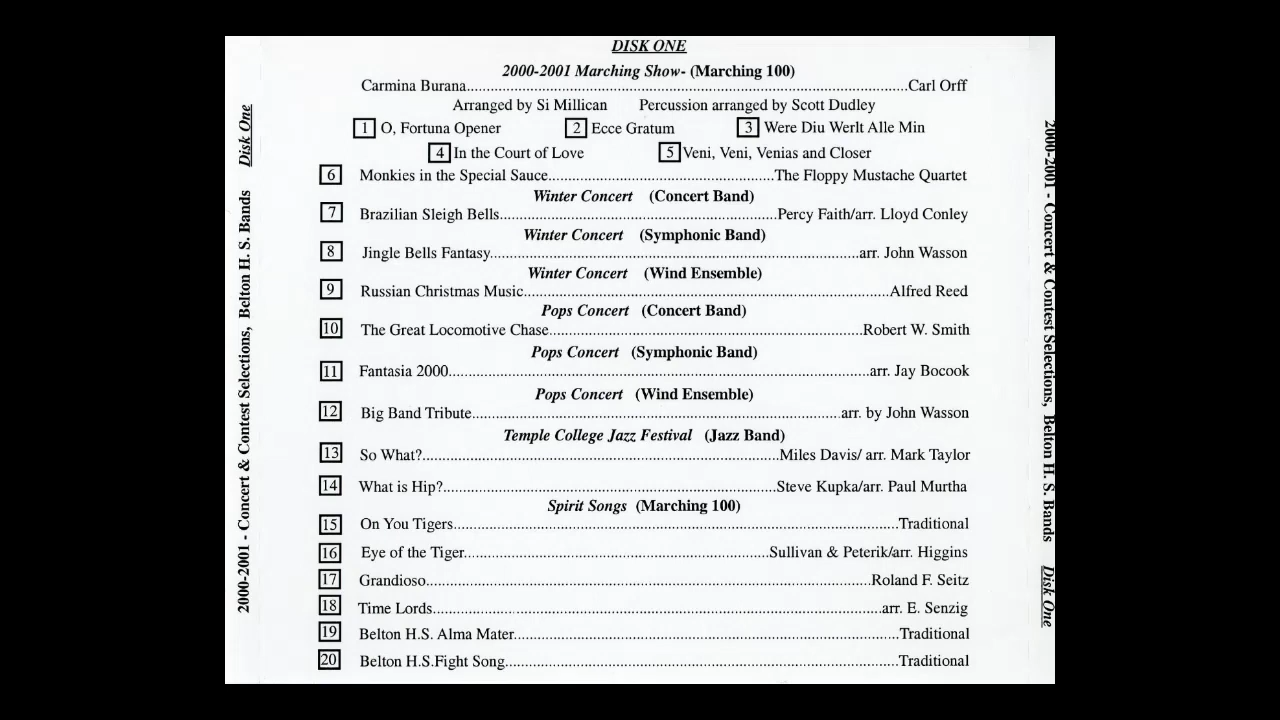 DISK ONE
2000-2001 Marching Show- (Marching 100)
Carmina Burana..........Carl Orff
Arranged by Si Millican Percussion arranged by Scott Dudley
1 O, Fortuna Opener 2 Ecce Gratum 3 Were Diu Werlt Alle Min
4 In the Court of Love 5 Veni, Veni, Venias and Closer
6 Monkies in the Special Sauce..........The Floppy Mustache Quartet
Winter Concert (Concert Band)
7 Brazilian Sleigh Bells..........Percy Faith/arr. Lloyd Conley
Winter Concert (Symphonic Band)
8 Jingle Bells Fantasy..........arr. John Wasson
Winter Concert (Wind Ensemble)
9 Russian Christmas Music..........Alfred Reed
Pops Concert (Concert Band)
10 The Great Locomotive Chase..........Robert W. Smith
Pops Concert (Symphonic Band)
11 Fantasia 2000..........arr. Jay Bocook
Pops Concert (Wind Ensemble)
12 Big Band Tribute..........arr. by John Wasson
Temple College Jazz Festival (Jazz Band)
13 So What?..........Miles Davis/ arr. Mark Taylor
14 What is Hip?..........Steve Kupka/arr. Paul Murtha
Spirit Songs (Marching 100)
15 On You Tigers..........Traditional
16 Eye of the Tiger..........Sullivan & Peterik/arr. Higgins
17 Grandioso..........Roland F. Seitz
18 Time Lords..........arr. E. Senzig
19 Belton H.S. Alma Mater..........Traditional
20 Belton H.S.Fight Song..........Traditional
2000-2001 - Concert & Contest Selections, Belton H. S. Bands Disk One
2000-2001 - Concert & Contest Selections, Belton H. S. Bands Disk One